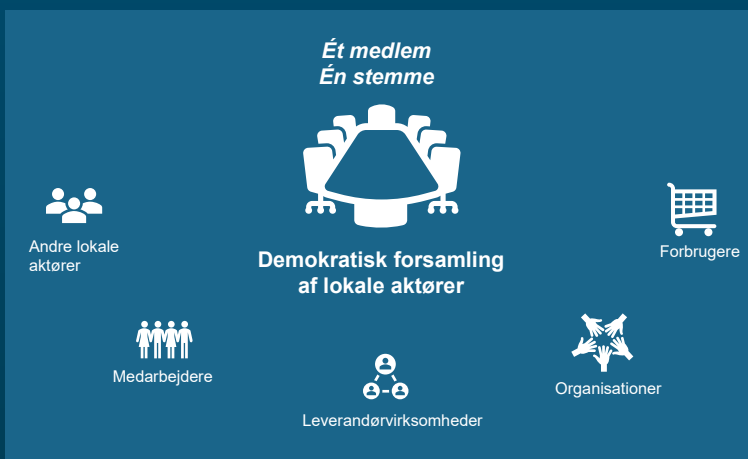 Ét medlem
Én stemme
Demokratisk forsamling
af lokale aktører
Andre lokale
aktører
Medarbejdere
Leverandørvirksomheder
Organisationer
Forbrugere